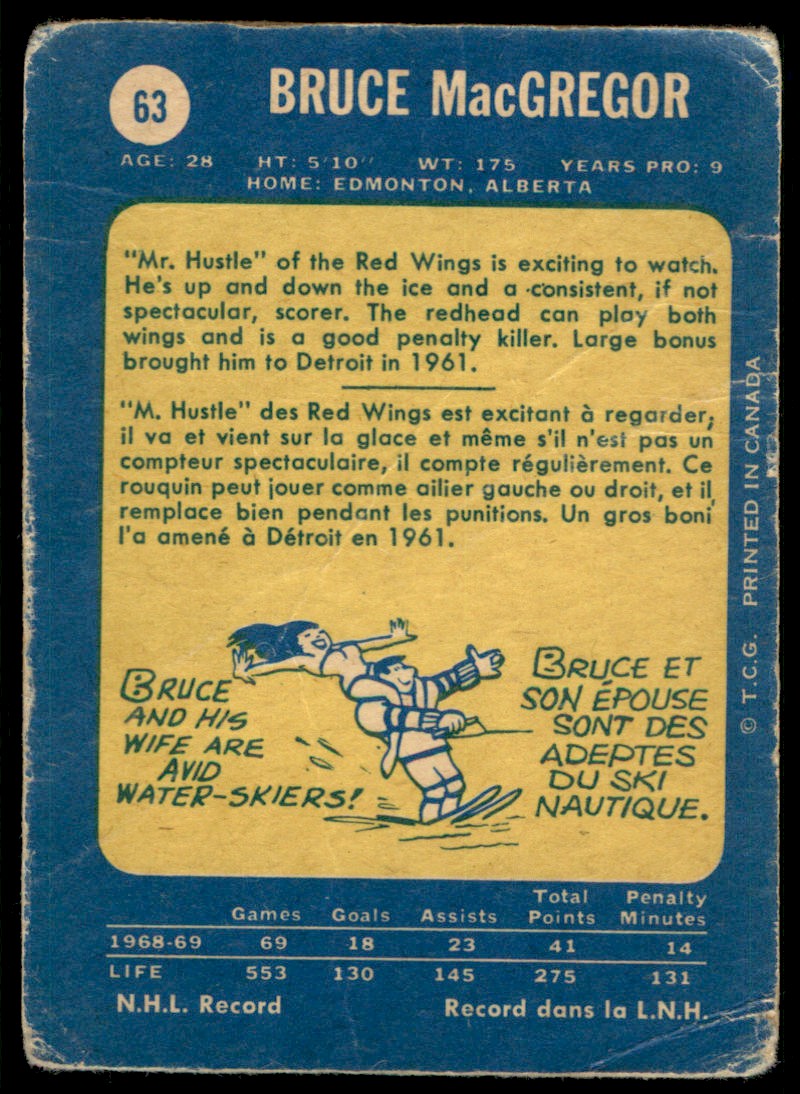 63
BRUCE MacGREGOR
AGE: 28 HT: 5'10" WT: 175 YEARS PRO: 9
HOME: EDMONTON, ALBERTA
"Mr. Hustle" of the Red Wings is exciting to watch.
He's up and down the ice and a consistent, if not
spectacular, scorer. The redhead can play both
wings and is a good penalty killer. Large bonus
brought him to Detroit in 1961.
"M. Hustle" des Red Wings est excitant à regarder;
il va et vient sur la glace et même s'il n'est pas un
compteur spectaculaire, il compte régulièrement. Ce
rouquin peut jouer comme ailier gauche ou droit, et il
remplace bien pendant les punitions. Un gros boni
l'a amené à Détroit en 1961.
BRUCE
AND HIS
WIFE ARE
AVID
WATER-SKIERS!
BRUCE ET
SON ÉPOUSE
SONT DES
ADEPTES
DU SKI
NAUTIQUE.
Games Goals Assists Total Points Penalty Minutes
1968-69 69 18 23 41 14
LIFE 553 130 145 275 131
N.H.L. Record Record dans la L.N.H.
© T.C.G. PRINTED IN CANADA